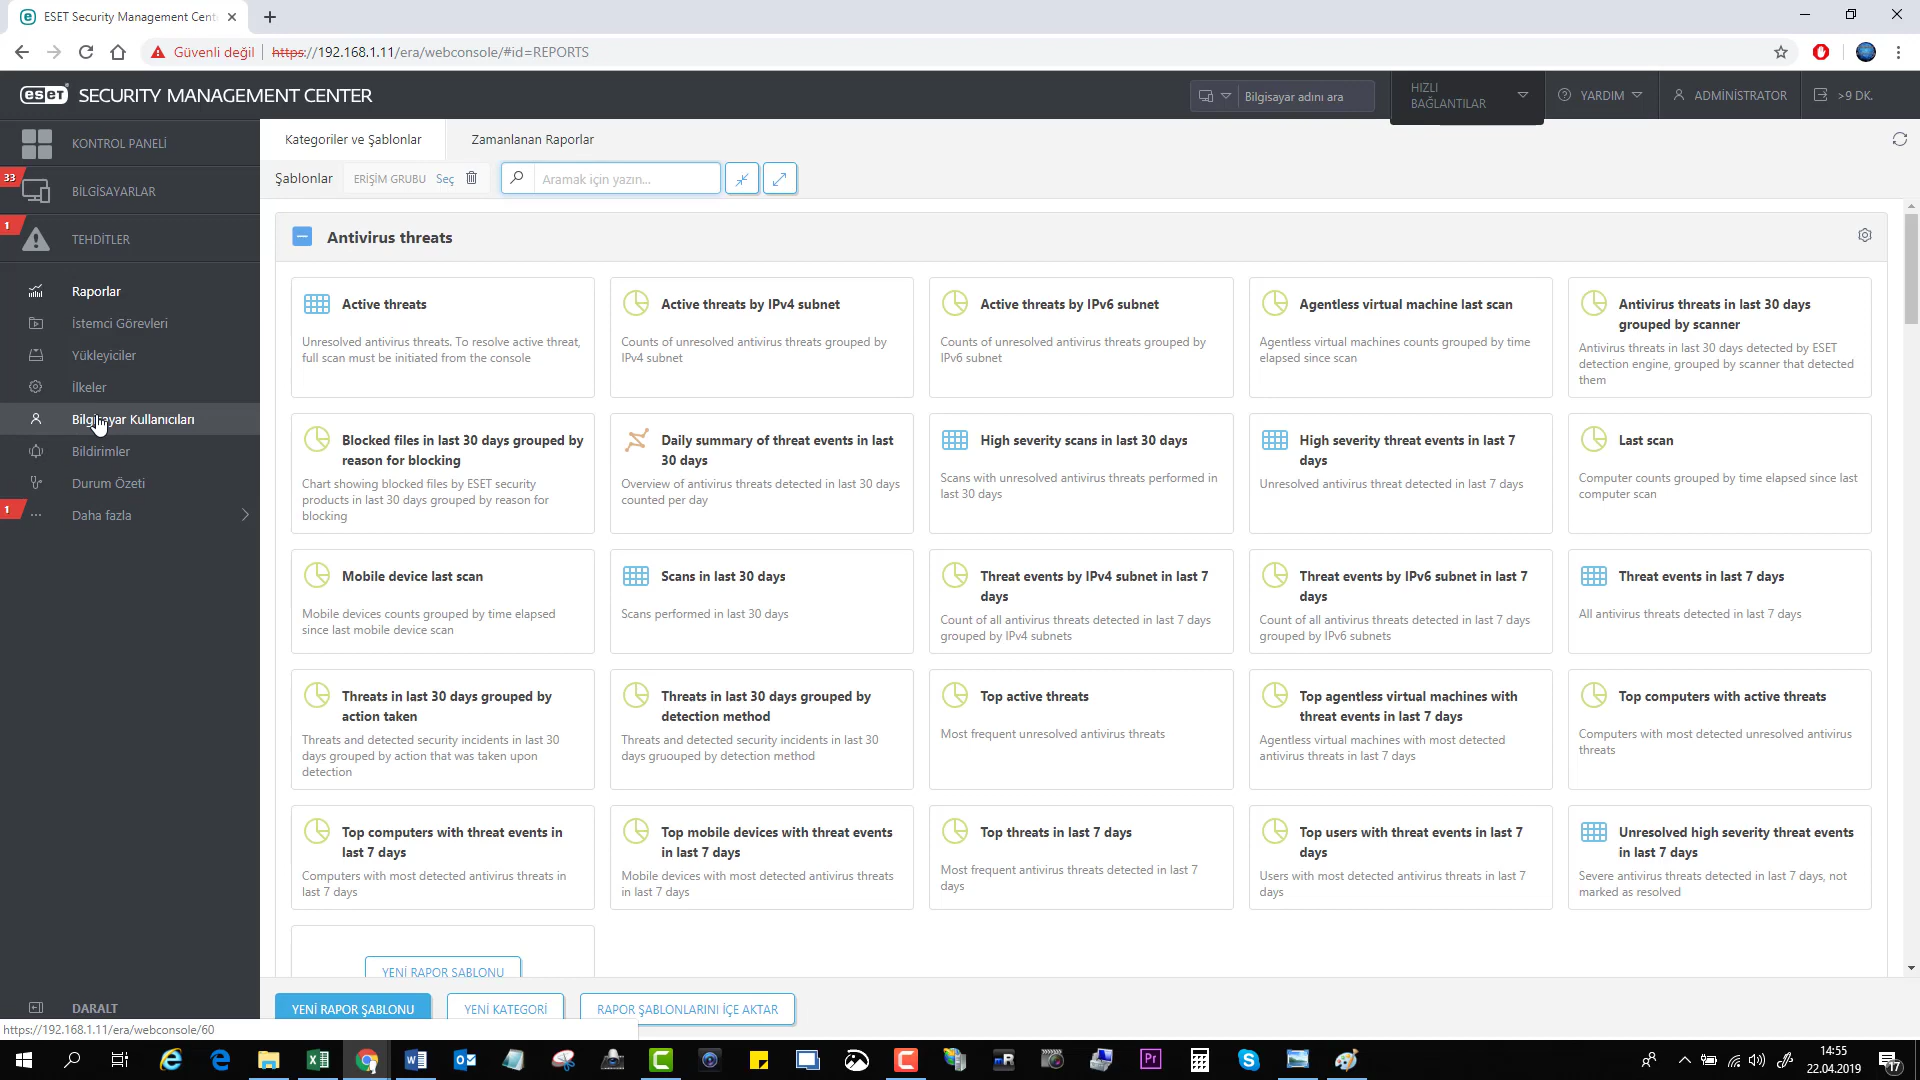 ESET Security Management Cent
Güvenli değil
https://192.168.1.11/era/webconsole/#id=REPORTS
eseT SECURITY MANAGEMENT CENTER
Bilgisayar adını ara
HIZLI
BAĞLANTILAR
YARDIM
ADMİNİSTRATOR
>9 DK.
KONTROL PANELİ
33
BİLGİSAYARLAR
1
TEHDİTLER
Raporlar
İstemci Görevleri
Yükleyiciler
İlkeler
Bilgisayar Kullanıcıları
Bildirimler
Durum Özeti
1
Daha fazla
DARALT
https://192.168.1.11/era/webconsole/60
Kategoriler ve Şablonlar
Zamanlanan Raporlar
Şablonlar
ERİŞİM GRUBU
Seç
Aramak için yazın...
Antivirus threats
Active threats
Unresolved antivirus threats. To resolve active threat,
full scan must be initiated from the console
Active threats by IPv4 subnet
Counts of unresolved antivirus threats grouped by
IPv4 subnet
Active threats by IPv6 subnet
Counts of unresolved antivirus threats grouped by
IPv6 subnet
Agentless virtual machine last scan
Agentless virtual machines counts grouped by time
elapsed since scan
Antivirus threats in last 30 days
grouped by scanner
Antivirus threats in last 30 days detected by ESET
detection engine, grouped by scanner that detected
them
Blocked files in last 30 days grouped by
reason for blocking
Chart showing blocked files by ESET security
products in last 30 days grouped by reason for
blocking
Daily summary of threat events in last
30 days
Overview of antivirus threats detected in last 30 days
counted per day
High severity scans in last 30 days
Scans with unresolved antivirus threats performed in
last 30 days
High severity threat events in last 7
days
Unresolved antivirus threat detected in last 7 days
Last scan
Computer counts grouped by time elapsed since last
computer scan
Mobile device last scan
Mobile devices counts grouped by time elapsed
since last mobile device scan
Scans in last 30 days
Scans performed in last 30 days
Threat events by IPv4 subnet in last 7
days
Count of all antivirus threats detected in last 7 days
grouped by IPv4 subnets
Threat events by IPv6 subnet in last 7
days
Count of all antivirus threats detected in last 7 days
grouped by IPv6 subnets
Threat events in last 7 days
All antivirus threats detected in last 7 days
Threats in last 30 days grouped by
action taken
Threats and detected security incidents in last 30
days grouped by action that was taken upon
detection
Threats in last 30 days grouped by
detection method
Threats and detected security incidents in last 30
days gruouped by detection method
Top active threats
Most frequent unresolved antivirus threats
Top agentless virtual machines with
threat events in last 7 days
Agentless virtual machines with most detected
antivirus threats in last 7 days
Top computers with active threats
Computers with most detected unresolved antivirus
threats
Top computers with threat events in
last 7 days
Computers with most detected antivirus threats in
last 7 days
Top mobile devices with threat events
in last 7 days
Mobile devices with most detected antivirus threats
in last 7 days
Top threats in last 7 days
Most frequent antivirus threats detected in last 7
days
Top users with threat events in last 7
days
Users with most detected antivirus threats in last 7
days
Unresolved high severity threat events
in last 7 days
Severe antivirus threats detected in last 7 days, not
marked as resolved
YENİ RAPOR ŞABLONU
YENİ RAPOR ŞABLONU
YENİ KATEGORİ
RAPOR ŞABLONLARINI İÇE AKTAR
14:55
22.04.2019
17